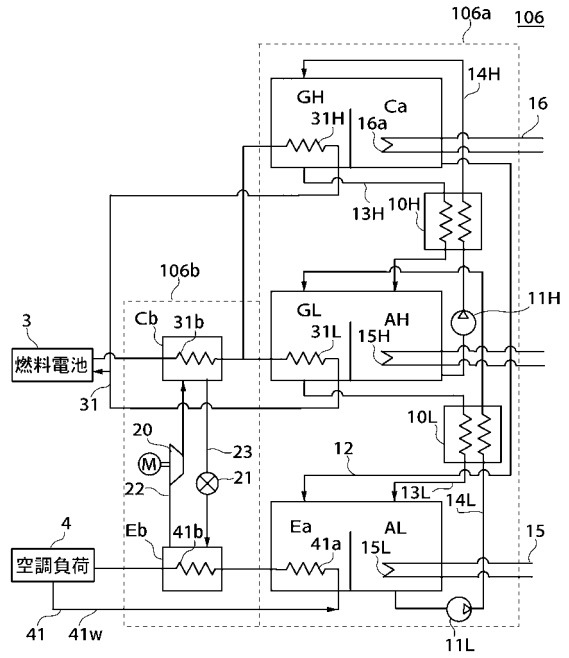 106a
106
14H
GH
Ca
31H
16a
16
13H
10H
106b
11H
3
Cb
31b
GL
AH
31L
15H
燃料電池
31
20
23
10L
M
21
12
22
13L
14L
4
Eb
41b
Ea
AL
41a
15L
15
空調負荷
41
41w
11L